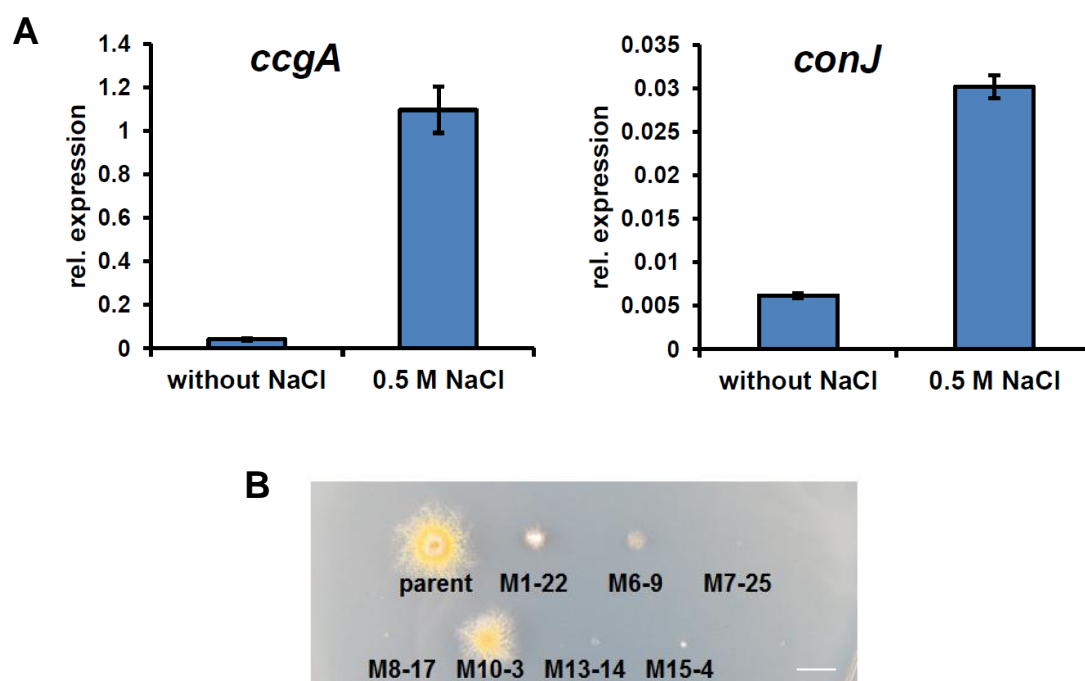 A
ccgA
rel. expression
1.4
1.2
1
0.8
0.6
0.4
0.2
0
without NaCl 0.5 M NaCl
conJ
rel. expression
0.035
0.03
0.025
0.02
0.015
0.01
0.005
0
without NaCl 0.5 M NaCl
B
parent M1-22 M6-9 M7-25
M8-17 M10-3 M13-14 M15-4